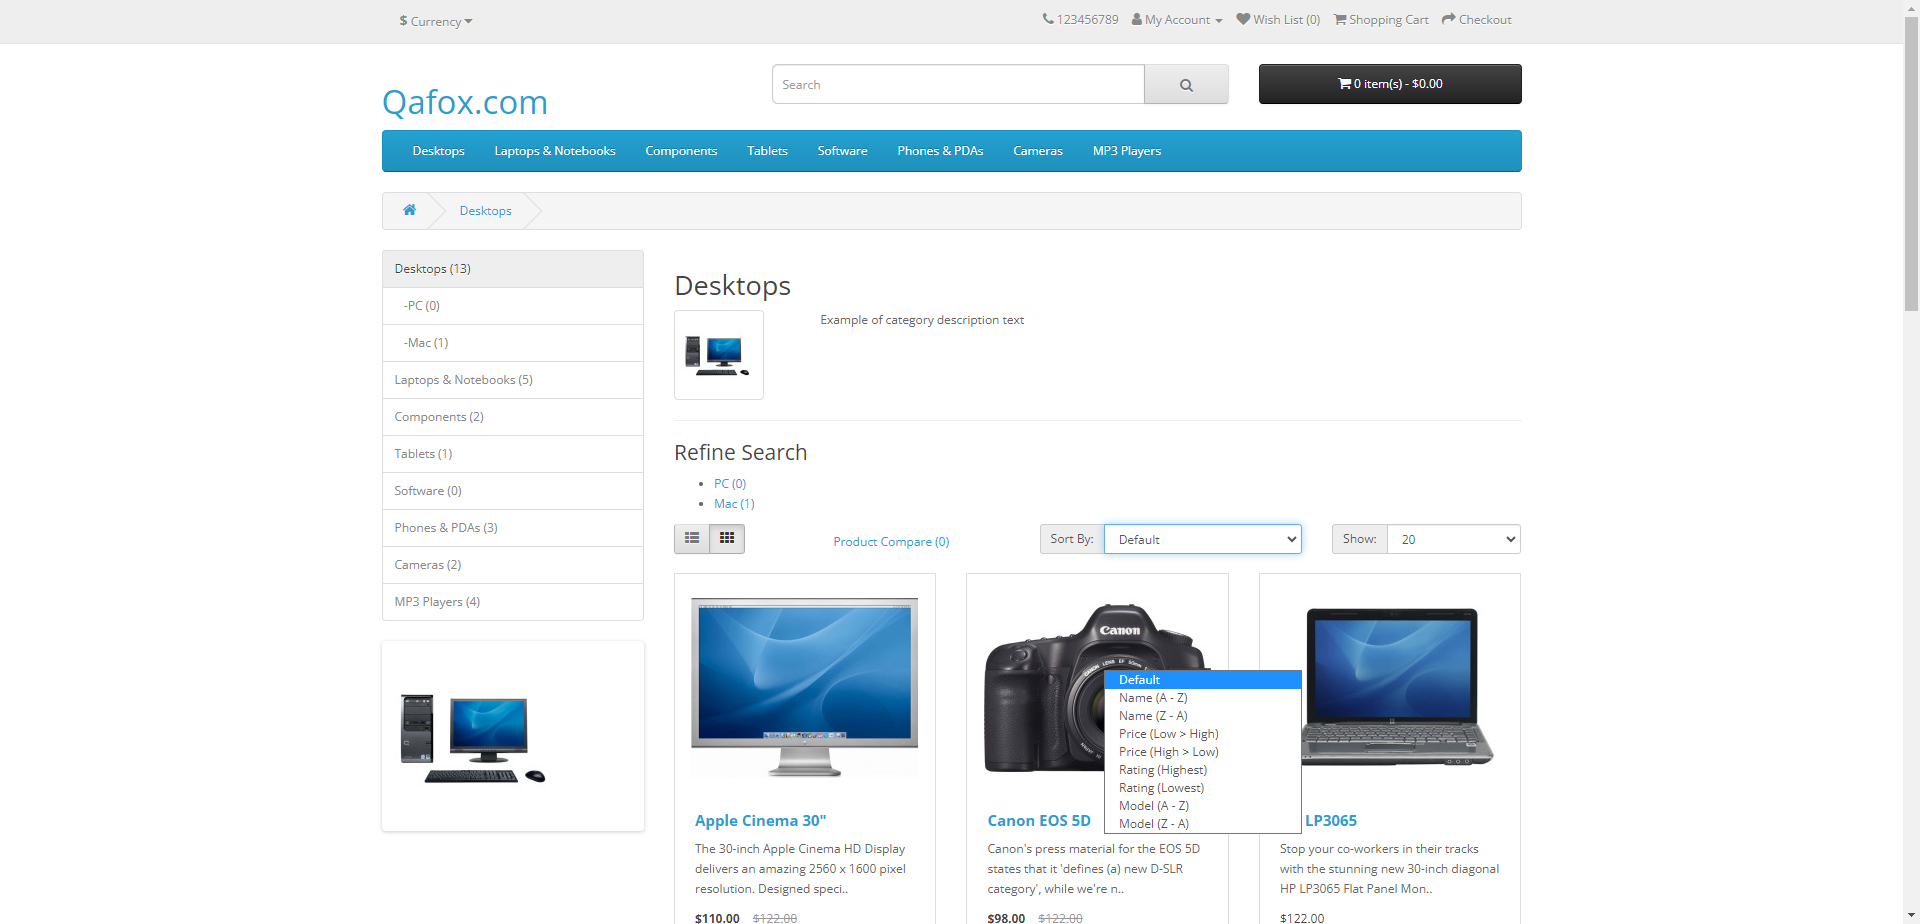 $ Currency
123456789 My Account Wish List (0) Shopping Cart Checkout
Qafox.com
Search
0 item(s) - $0.00
Desktops Laptops & Notebooks Components Tablets Software Phones & PDAs Cameras MP3 Players
Desktops
Desktops (13)
-PC (0)
-Mac (1)
Laptops & Notebooks (5)
Components (2)
Tablets (1)
Software (0)
Phones & PDAs (3)
Cameras (2)
MP3 Players (4)
Desktops
Example of category description text
Refine Search
PC (0)
Mac (1)
Product Compare (0)
Sort By: Default
Show: 20
Default
Name (A - Z)
Name (Z - A)
Price (Low > High)
Price (High > Low)
Rating (Highest)
Rating (Lowest)
Model (A - Z)
Model (Z - A)
Canon
Apple Cinema 30"
The 30-inch Apple Cinema HD Display
delivers an amazing 2560 x 1600 pixel
resolution. Designed speci..
$110.00 $122.00
Canon EOS 5D
Canon's press material for the EOS 5D
states that it 'defines (a) new D-SLR
category', while we're n..
$98.00 $122.00
LP3065
Stop your co-workers in their tracks
with the stunning new 30-inch diagonal
HP LP3065 Flat Panel Mon..
$122.00